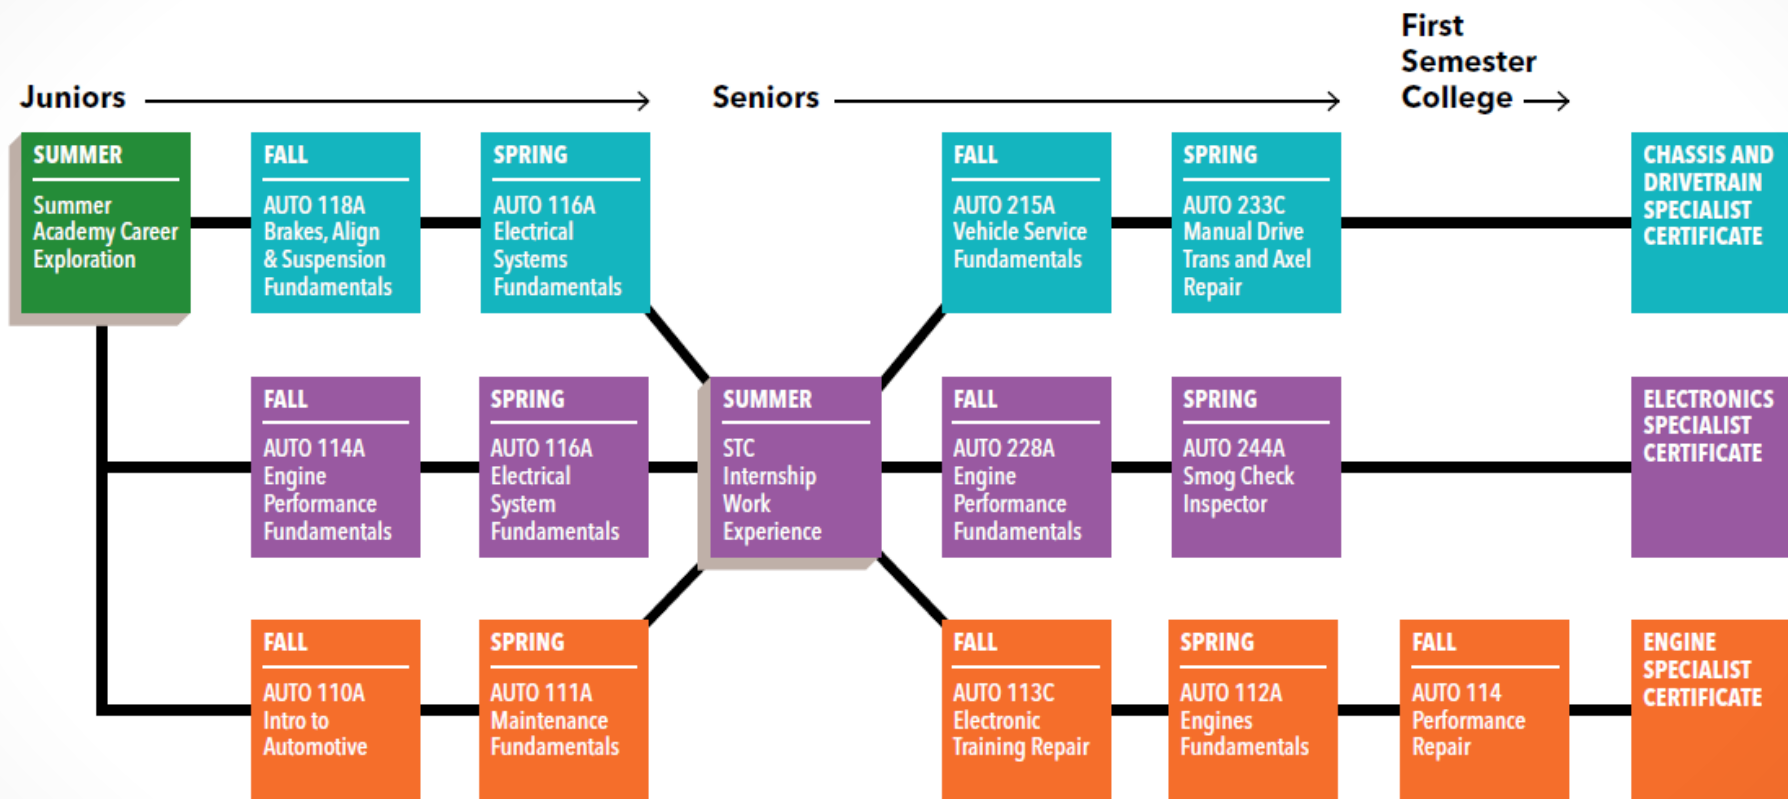 First
Semester
College
Juniors
Seniors
SUMMER
Summer
Academy Career
Exploration
FALL
AUTO 118A
Brakes, Align
& Suspension
Fundamentals
SPRING
AUTO 116A
Electrical
Systems
Fundamentals
FALL
AUTO 215A
Vehicle Service
Fundamentals
SPRING
AUTO 233C
Manual Drive
Trans and Axel
Repair
CHASSIS AND
DRIVETRAIN
SPECIALIST
CERTIFICATE
FALL
AUTO 114A
Engine
Performance
Fundamentals
SPRING
AUTO 116A
Electrical
System
Fundamentals
SUMMER
STC
Internship
Work
Experience
FALL
AUTO 228A
Engine
Performance
Fundamentals
SPRING
AUTO 244A
Smog Check
Inspector
ELECTRONICS
SPECIALIST
CERTIFICATE
FALL
AUTO 110A
Intro to
Automotive
SPRING
AUTO 111A
Maintenance
Fundamentals
FALL
AUTO 113C
Electronic
Training Repair
SPRING
AUTO 112A
Engines
Fundamentals
FALL
AUTO 114
Performance
Repair
ENGINE
SPECIALIST
CERTIFICATE